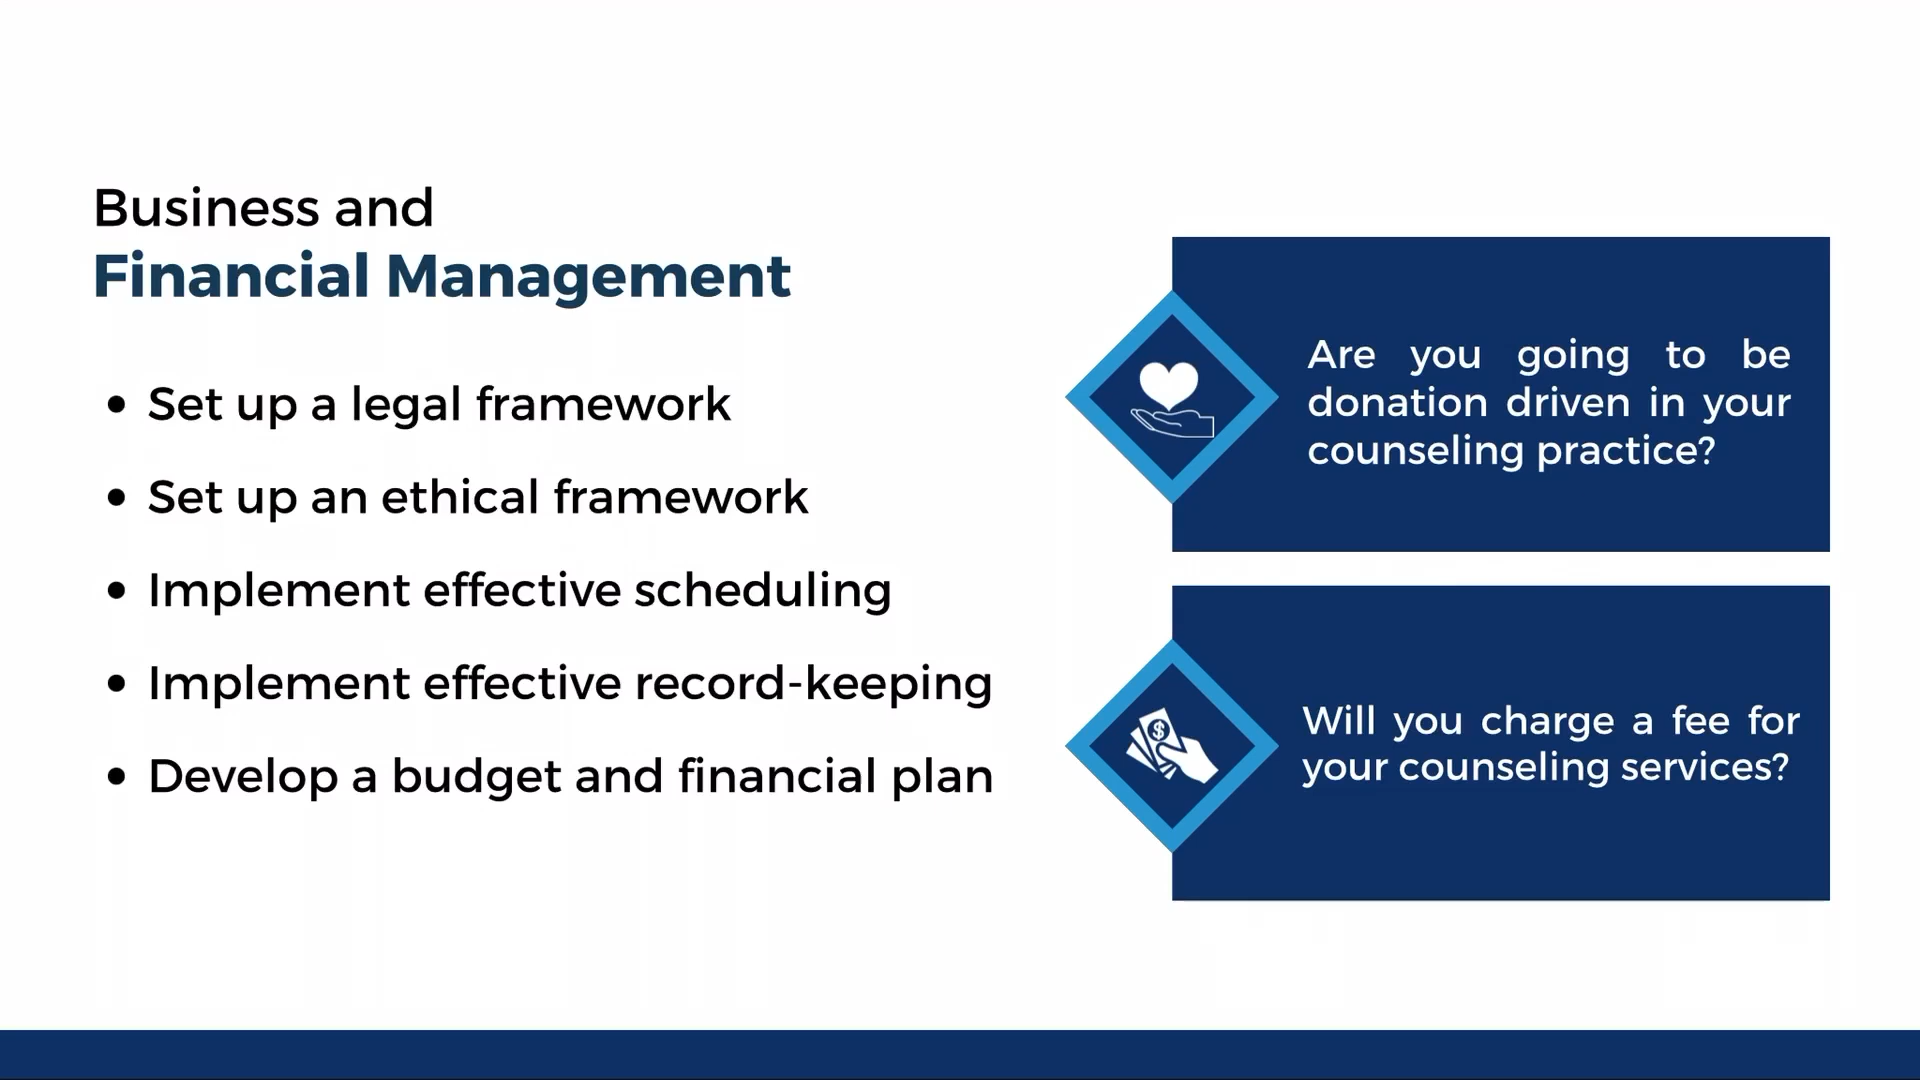 Business and
Financial Management
• Set up a legal framework
• Set up an ethical framework
• Implement effective scheduling
• Implement effective record-keeping
• Develop a budget and financial plan
Are you going to be
donation driven in your
counseling practice?
$
Will you charge a fee for
your counseling services?